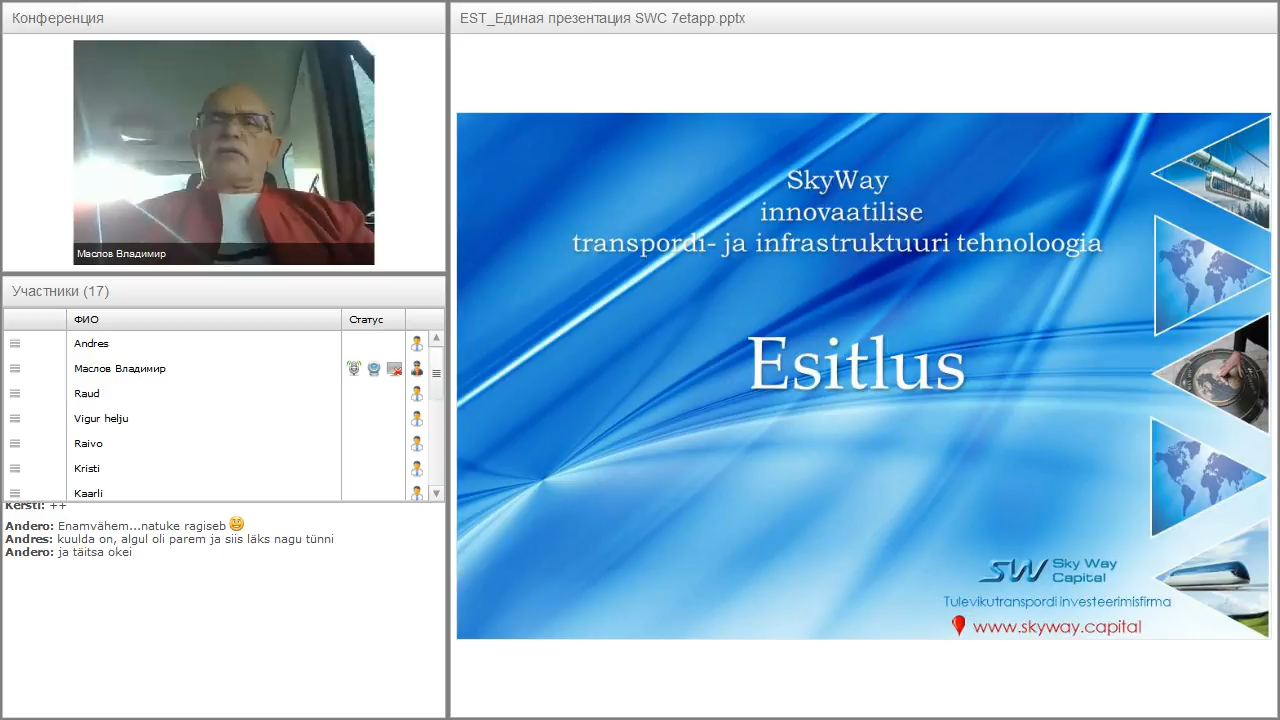 Конференция
Маслов Владимир
Участники (17)
ФИО
Статус
Andres
Маслов Владимир
Raud
Vigur helju
Raivo
Kristi
Kaarli
Kersti: ++
Andero: Enamvähem...natuke ragiseb
Andres: kuulda on, algul oli parem ja siis läks nagu tünni
Andero: ja täitsa okei
EST_Единая презентация SWC 7etapp.pptx
SkyWay
innovaatilise
transpordi- ja infrastruktuuri tehnoloogia
Esitlus
SW Sky Way
Capital
Tulevikutranspordi investeerimisfirma
www.skyway.capital